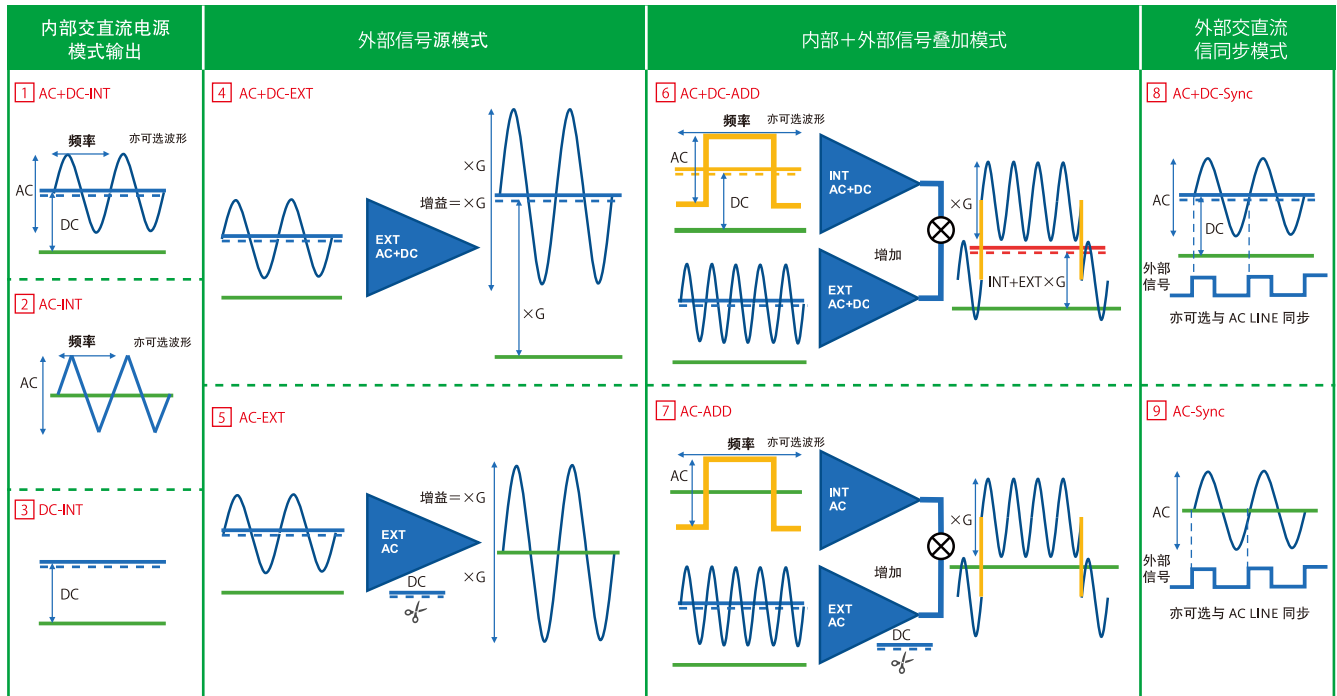 内部交直流电源
模式输出
外部信号源模式
内部＋外部信号叠加模式
外部交直流
信同步模式
1 AC+DC-INT
频率
亦可选波形
AC
DC
2 AC-INT
频率
亦可选波形
AC
3 DC-INT
DC
4 AC+DC-EXT
×G
增益＝×G
EXT
AC+DC
×G
5 AC-EXT
增益＝×G
EXT
AC
×G
DC
6 AC+DC-ADD
频率
亦可选波形
AC
DC
INT
AC+DC
×G
增加
INT+EXT×G
EXT
AC+DC
7 AC-ADD
频率
亦可选波形
AC
INT
AC
×G
增加
EXT
AC
DC
8 AC+DC-Sync
AC
DC
外部
信号
亦可选与 AC LINE 同步
9 AC-Sync
AC
外部
信号
亦可选与 AC LINE 同步